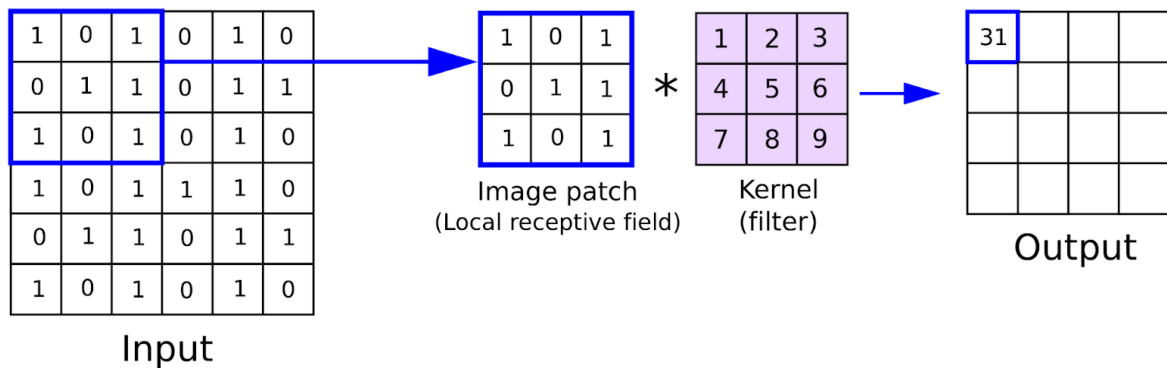 1 0 1 0 1 0
0 1 1 0 1 1
1 0 1 0 1 0
1 0 1 1 1 0
0 1 1 0 1 1
1 0 1 0 1 0
Input
1 0 1
0 1 1
1 0 1
Image patch
(Local receptive field)
*
1 2 3
4 5 6
7 8 9
Kernel
(filter)
31
Output